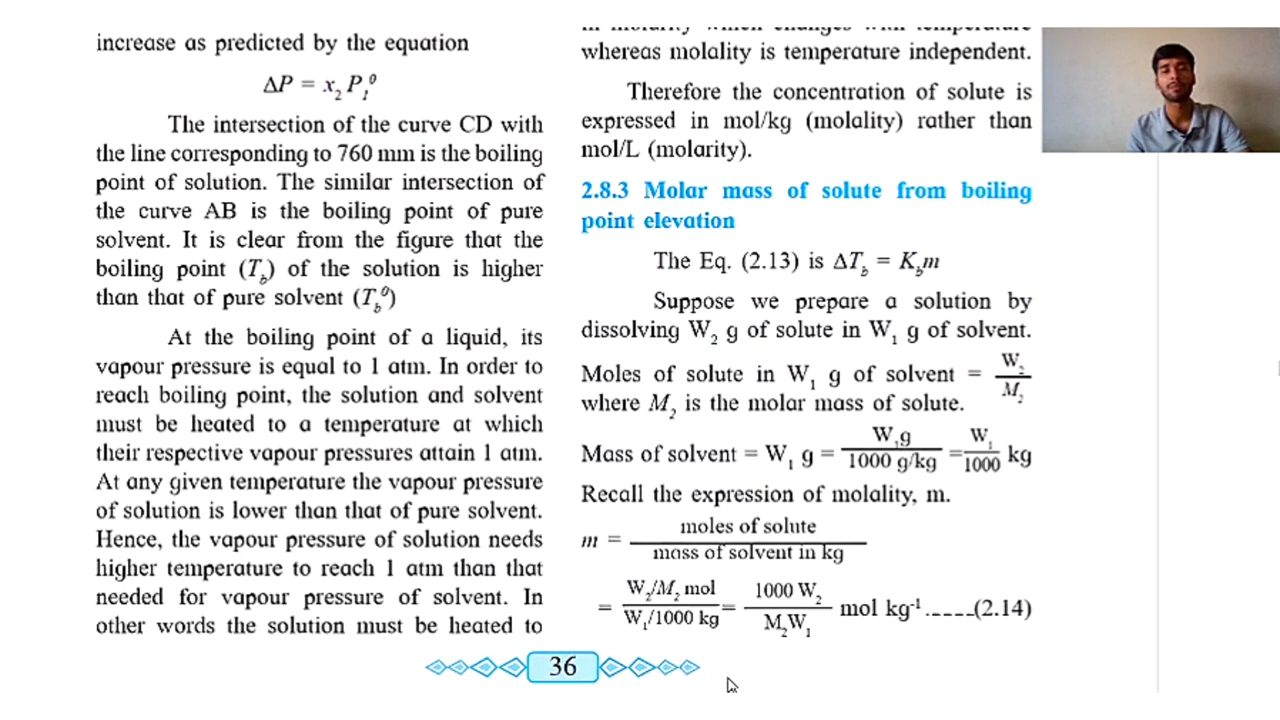 increase as predicted by the equation
ΔP = x₂ P₁⁰
The intersection of the curve CD with
the line corresponding to 760 mm is the boiling
point of solution. The similar intersection of
the curve AB is the boiling point of pure
solvent. It is clear from the figure that the
boiling point (T_b) of the solution is higher
than that of pure solvent (T_b⁰)
At the boiling point of a liquid, its
vapour pressure is equal to 1 atm. In order to
reach boiling point, the solution and solvent
must be heated to a temperature at which
their respective vapour pressures attain 1 atm.
At any given temperature the vapour pressure
of solution is lower than that of pure solvent.
Hence, the vapour pressure of solution needs
higher temperature to reach 1 atm than that
needed for vapour pressure of solvent. In
other words the solution must be heated to
whereas molality is temperature independent.
Therefore the concentration of solute is
expressed in mol/kg (molality) rather than
mol/L (molarity).
2.8.3 Molar mass of solute from boiling
point elevation
The Eq. (2.13) is ΔT_b = K_b m
Suppose we prepare a solution by
dissolving W₂ g of solute in W₁ g of solvent.
Moles of solute in W₁ g of solvent = W₂/M₂
where M₂ is the molar mass of solute.
Mass of solvent = W₁ g = W₁g/1000 g/kg = W₁/1000 kg
Recall the expression of molality, m.
m = moles of solute / mass of solvent in kg
= W₂/M₂ mol / W₁/1000 kg = 1000 W₂ / M₂W₁ mol kg⁻¹ .____(2.14)
36